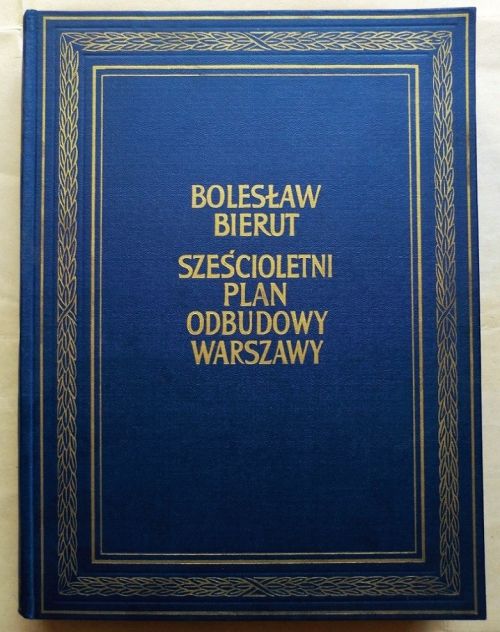 BOLESŁAW
BIERUT
SZEŚCIOLETNI
PLAN
ODBUDOWY
WARSZAWY